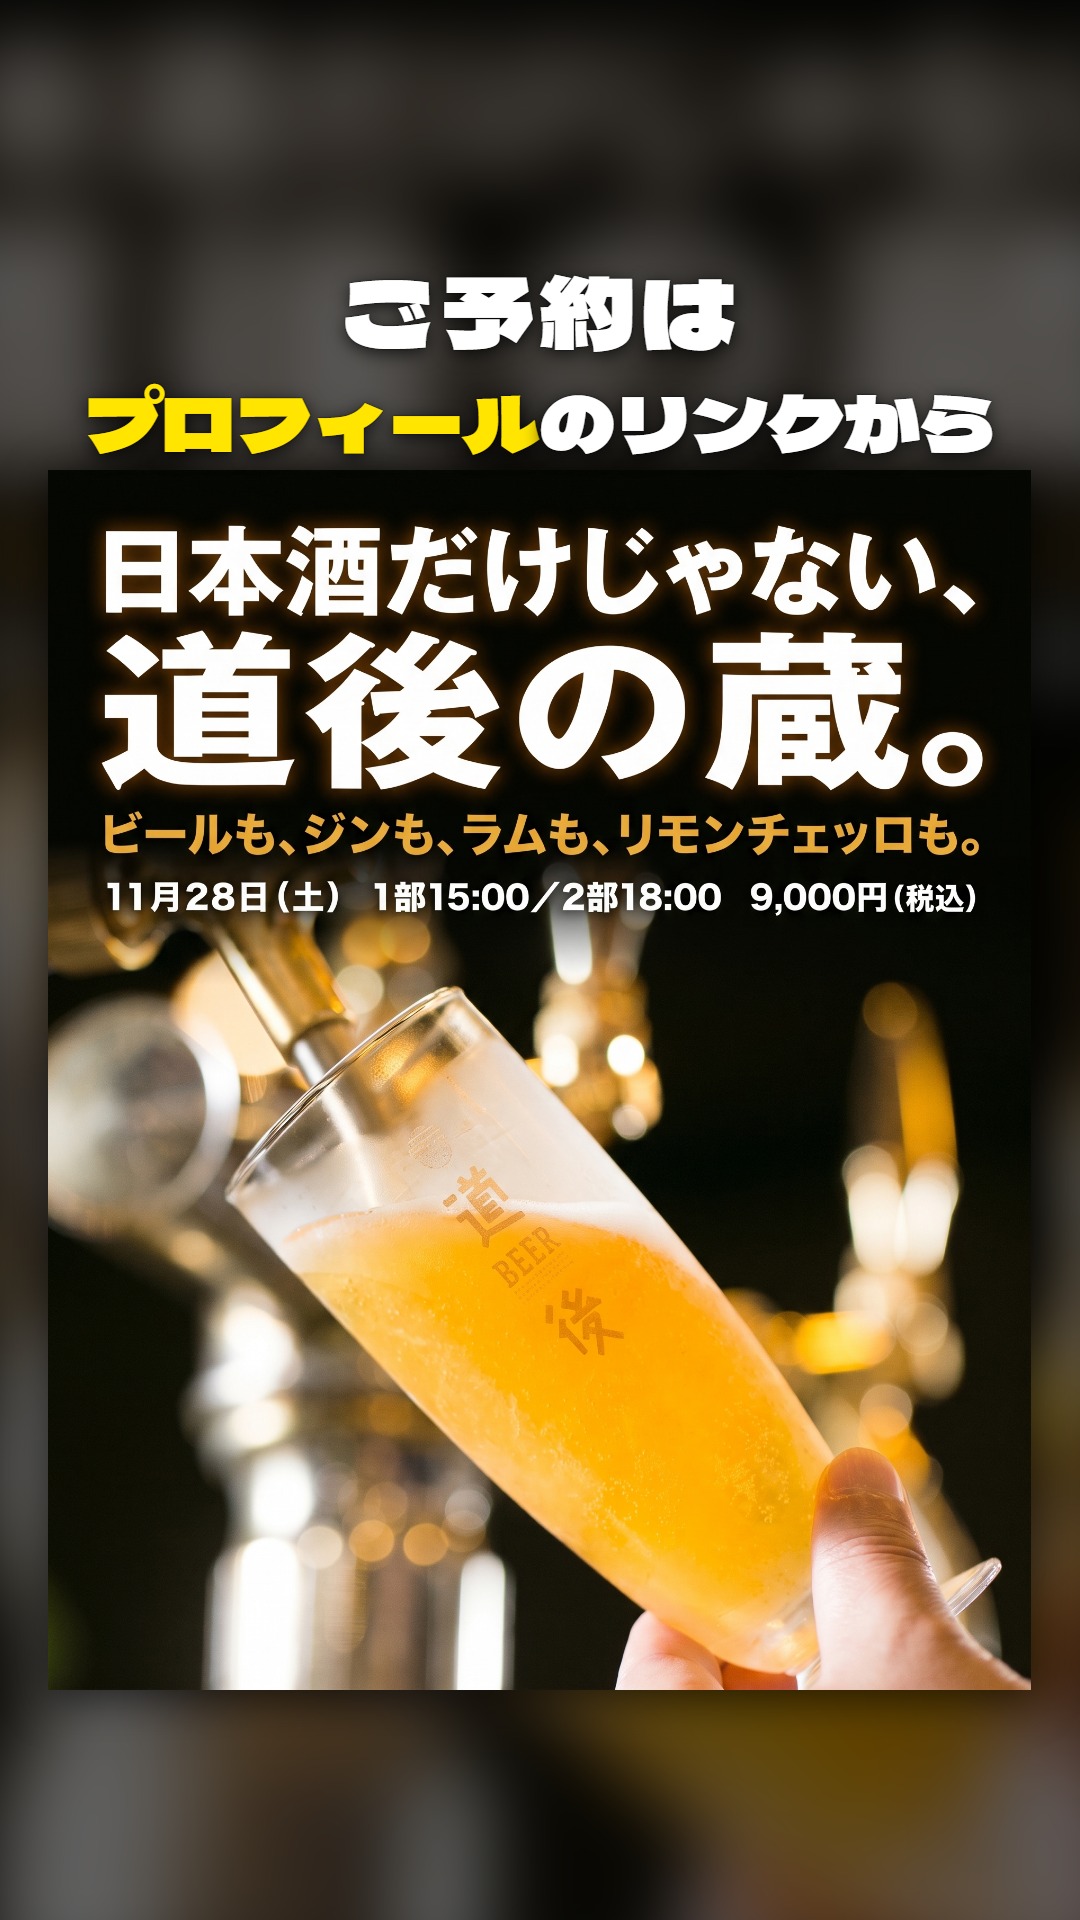 ご予約は
プロフィールのリンクから
日本酒だけじゃない、
道後の蔵。
ビールも、ジンも、ラムも、リモンチェッロも。
11月28日（土） 1部15:00／2部18:00 9,000円（税込）
道
BEER
後